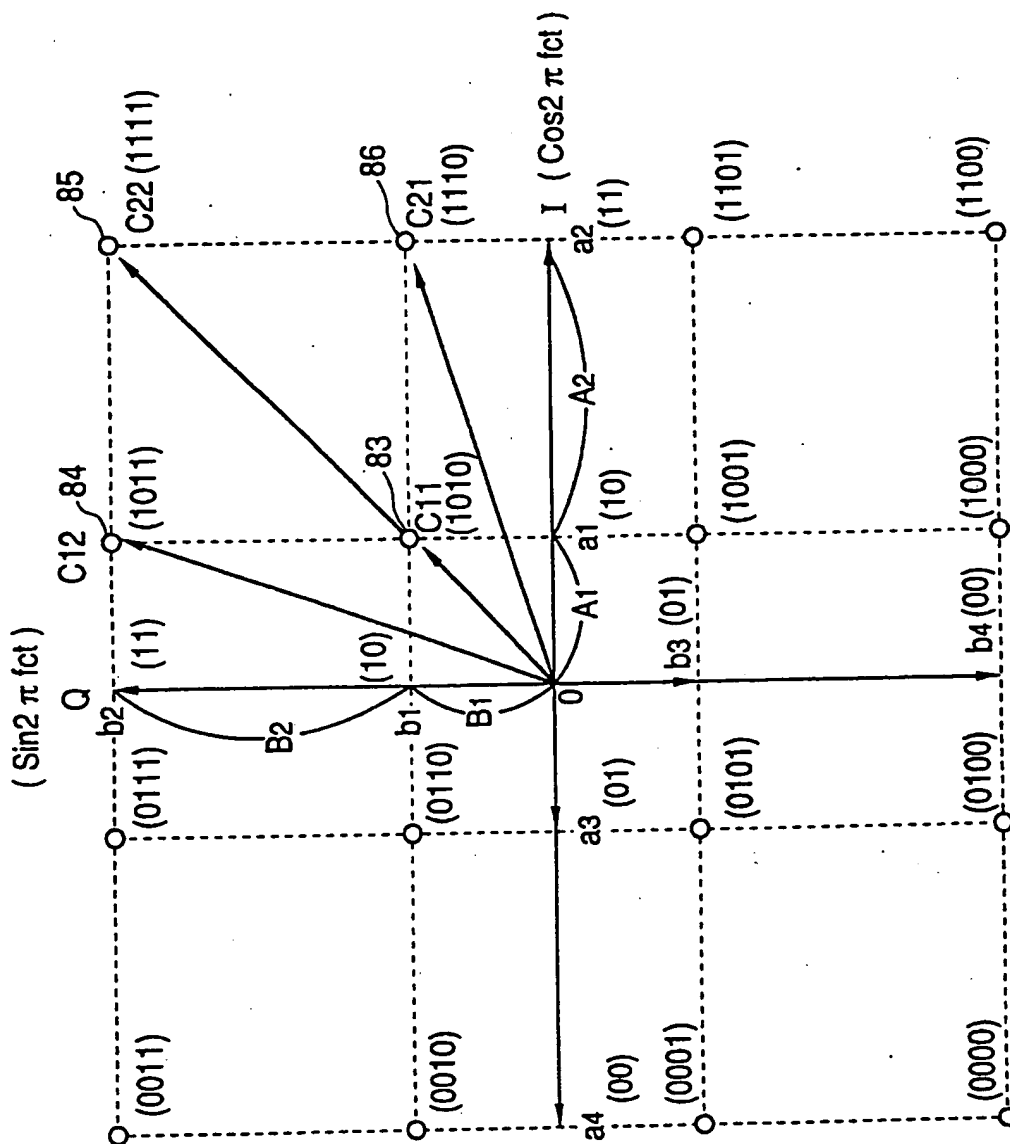 ( Sin2 π fct )
Q
C12
84
85
C22 (1111)
(0011)
(0111)
b2
(11)
(1011)
B2
86
C21
(1110)
83
C11
(1010)
(0010)
(0110)
b1
(10)
B1
I ( Cos2 π fct )
A1
A2
a4
(00)
a3
(01)
0
a1
(10)
a2
(11)
(0001)
(0101)
b3 (01)
(1001)
(1101)
(0000)
(0100)
b4 (00)
(1000)
(1100)